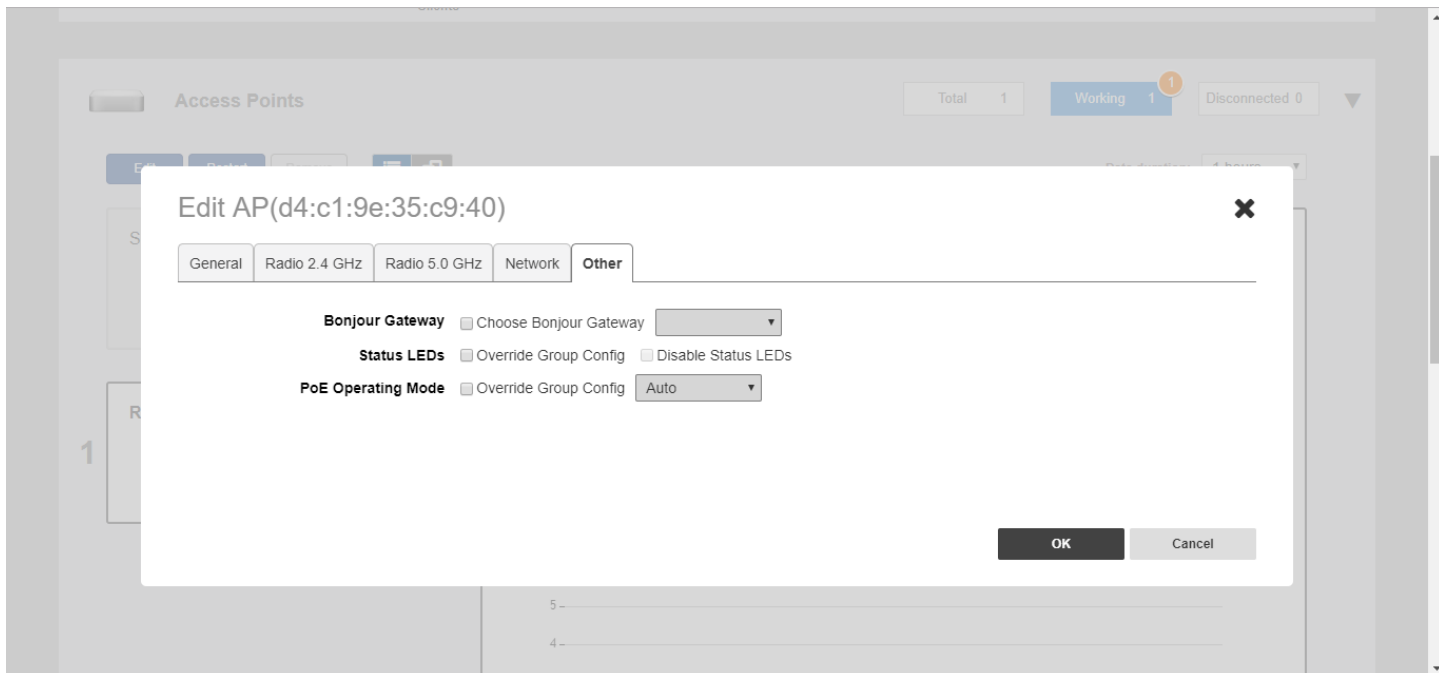 Access Points
Total 1
Working 1
1
Disconnected 0
Edit AP(d4:c1:9e:35:c9:40)
General
Radio 2.4 GHz
Radio 5.0 GHz
Network
Other
Bonjour Gateway Choose Bonjour Gateway
Status LEDs Override Group Config Disable Status LEDs
PoE Operating Mode Override Group Config Auto
1
OK Cancel
5
4